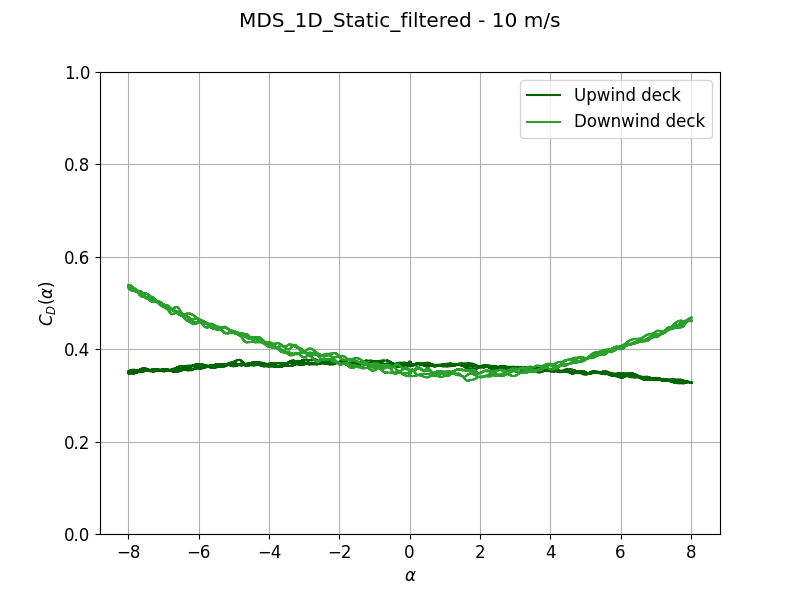 MDS_1D_Static_filtered - 10 m/s
Upwind deck
Downwind deck
1.0
0.8
0.6
0.4
0.2
0.0
C_D(α)
−8 −6 −4 −2 0 2 4 6 8
α